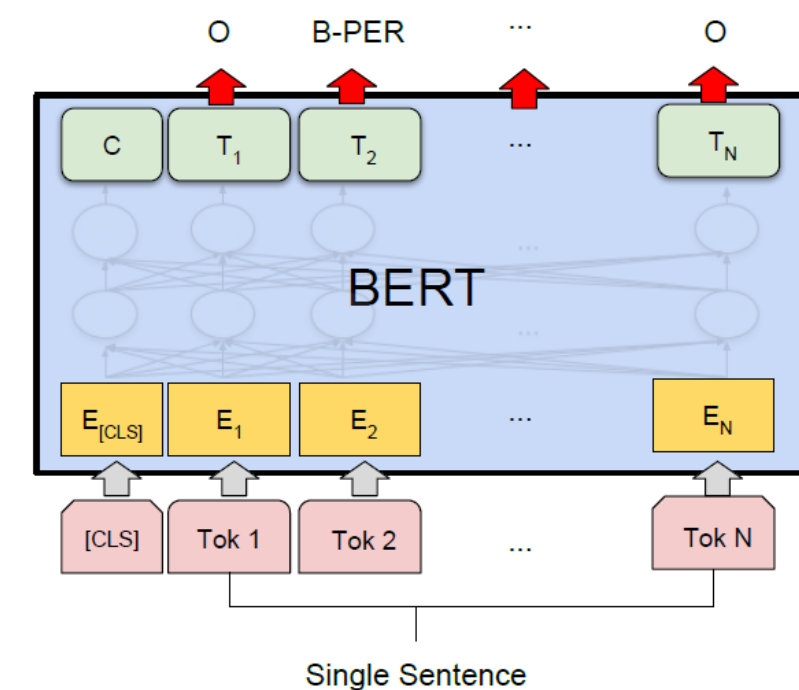 O B-PER ... O
C T1 T2 ... TN
...
BERT
...
E[CLS] E1 E2 ... EN
[CLS] Tok 1 Tok 2 ... Tok N
Single Sentence